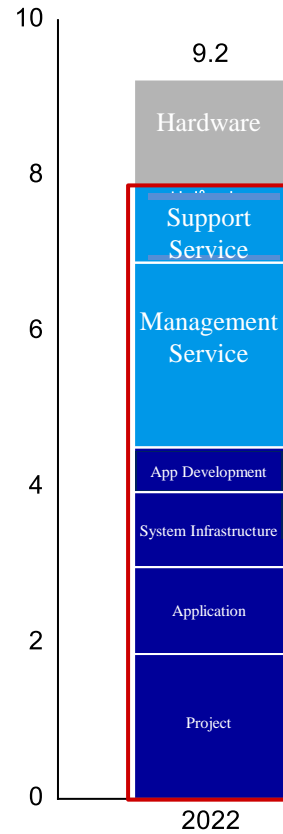 10
9.2
Hardware
8
Support
Service
6
Management
Service
App Development
4
System Infrastructure
Application
2
Project
0
2022